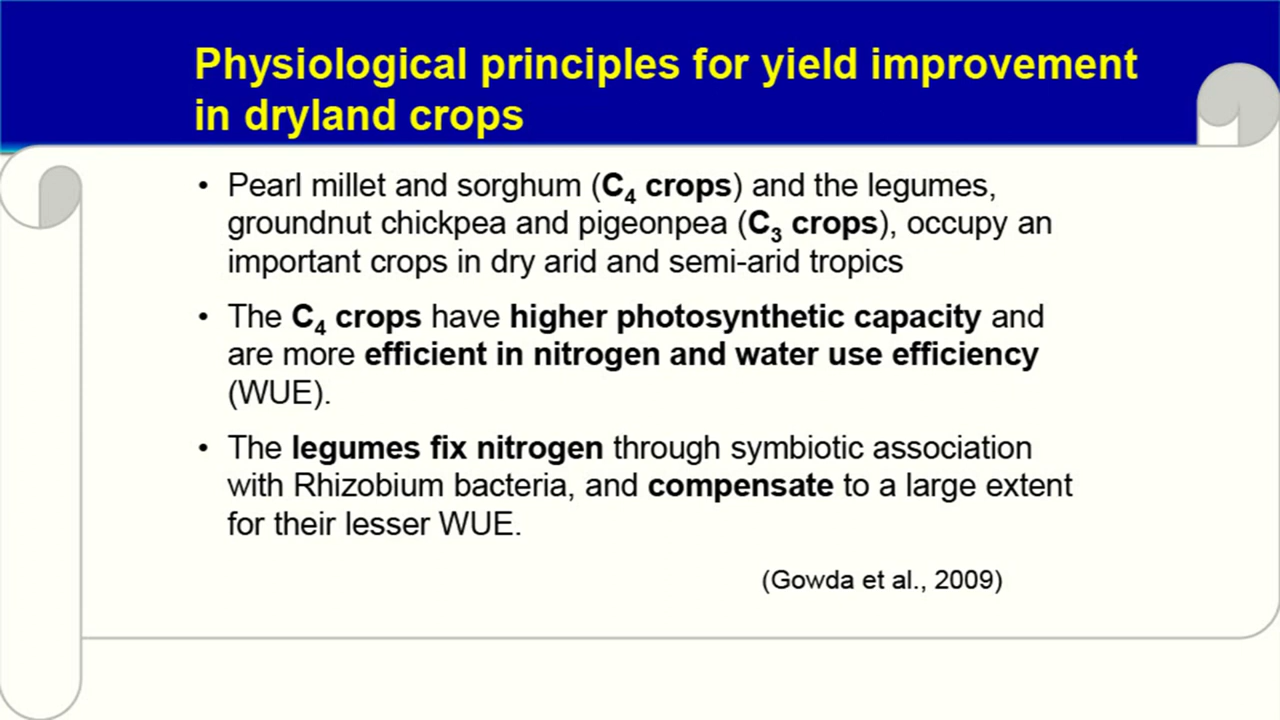 Physiological principles for yield improvement
in dryland crops
• Pearl millet and sorghum (C₄ crops) and the legumes,
groundnut chickpea and pigeonpea (C₃ crops), occupy an
important crops in dry arid and semi-arid tropics
• The C₄ crops have higher photosynthetic capacity and
are more efficient in nitrogen and water use efficiency
(WUE).
• The legumes fix nitrogen through symbiotic association
with Rhizobium bacteria, and compensate to a large extent
for their lesser WUE.
(Gowda et al., 2009)